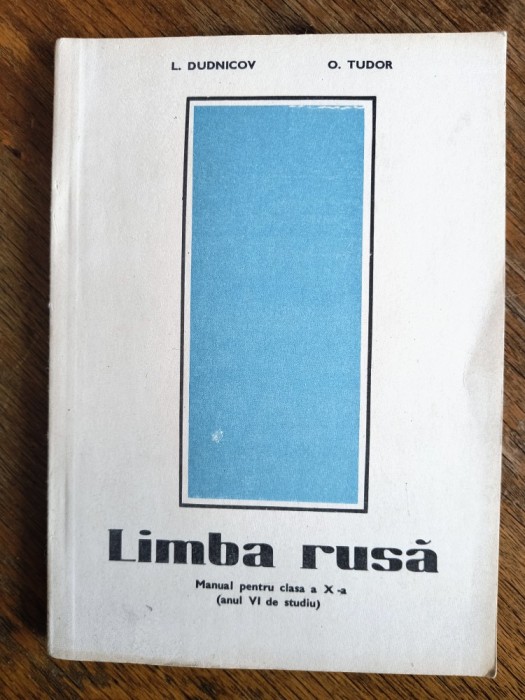 L. DUDNICOV O. TUDOR
Limba rusă
Manual pentru clasa a X-a
(anul VI de studiu)